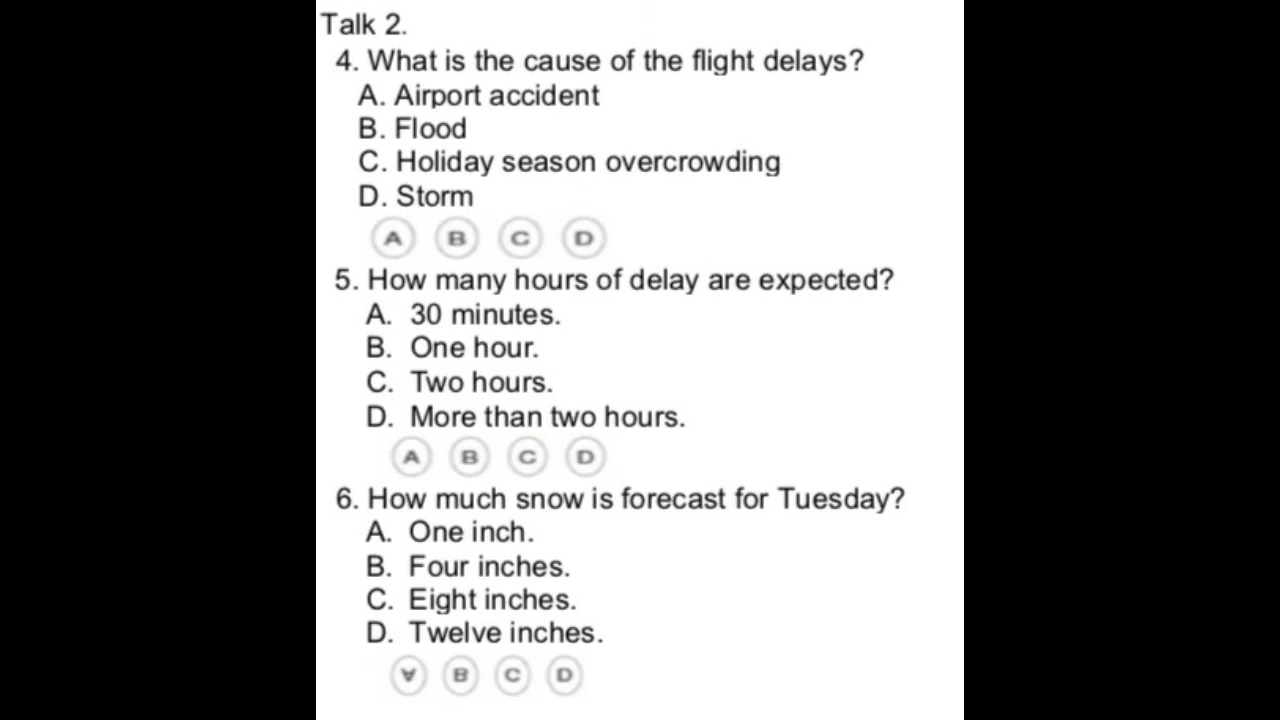 Talk 2.
4. What is the cause of the flight delays?
A. Airport accident
B. Flood
C. Holiday season overcrowding
D. Storm
A B C D
5. How many hours of delay are expected?
A. 30 minutes.
B. One hour.
C. Two hours.
D. More than two hours.
A B C D
6. How much snow is forecast for Tuesday?
A. One inch.
B. Four inches.
C. Eight inches.
D. Twelve inches.
∀ B C D